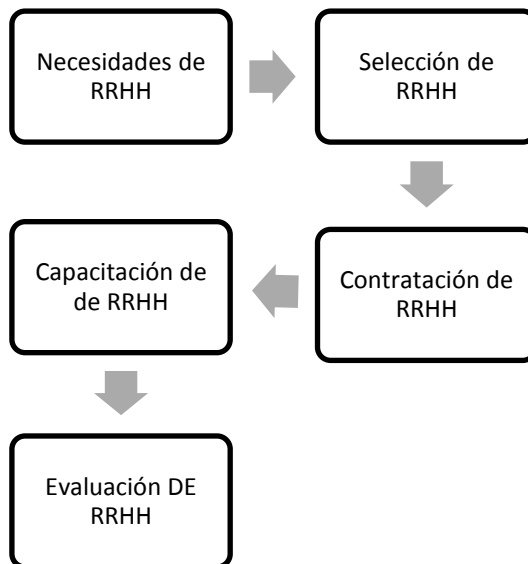 Necesidades de
RRHH
Selección de
RRHH
Contratación de
RRHH
Capacitación de
de RRHH
Evaluación DE
RRHH